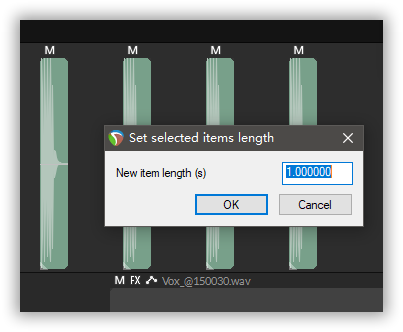 M M M M
Set selected items length
New item length (s) 1.000000
OK Cancel
M FX Vox_@150030.wav